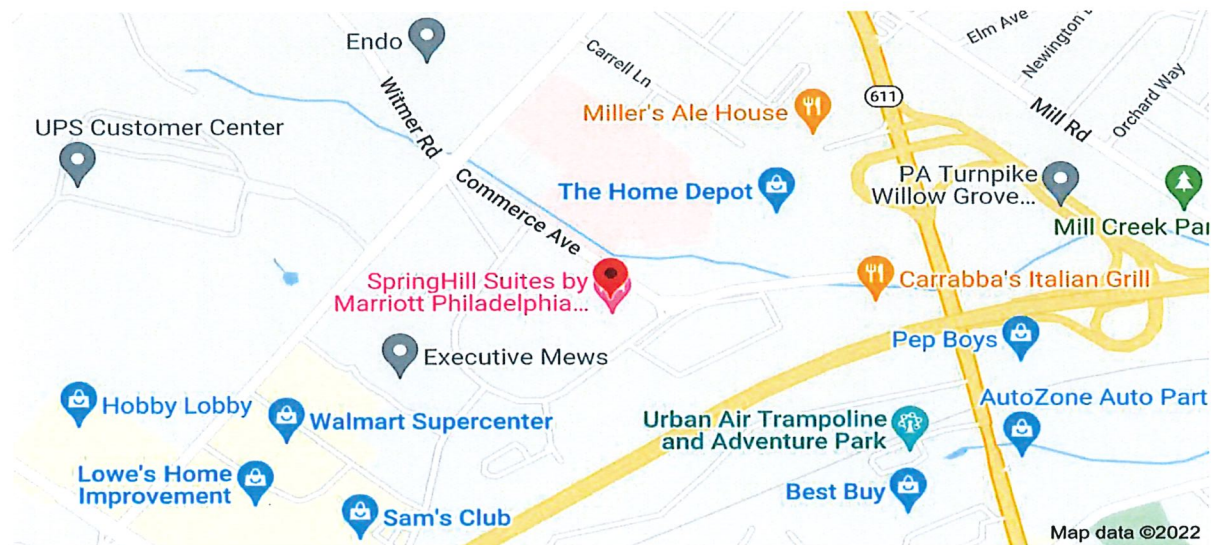 Endo
Carrell Ln
Elm Ave
Orchard Way
Mill Rd
611
UPS Customer Center
Witmer Rd
Miller's Ale House
Commerce Ave
The Home Depot
PA Turnpike
Willow Grove...
Mill Creek Par
SpringHill Suites by
Marriott Philadelphia...
Carrabba's Italian Grill
Executive Mews
Pep Boys
Hobby Lobby
Walmart Supercenter
Urban Air Trampoline
and Adventure Park
AutoZone Auto Part
Lowe's Home
Improvement
Sam's Club
Best Buy
Map data ©2022